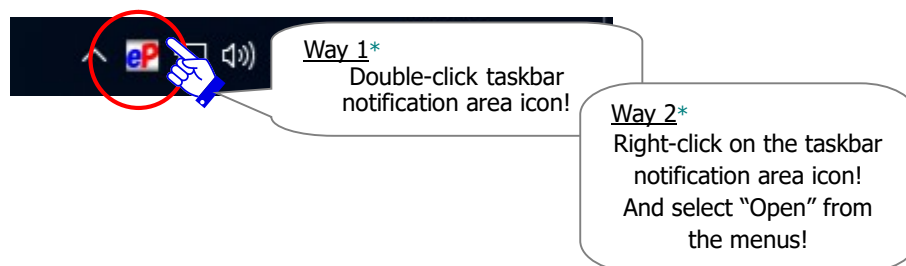 eP
Way 1*
Double-click taskbar
notification area icon!
Way 2*
Right-click on the taskbar
notification area icon!
And select “Open” from
the menus!